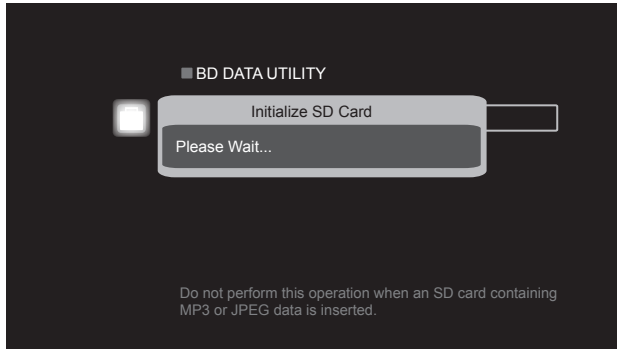 BD DATA UTILITY
Initialize SD Card
Please Wait...
Do not perform this operation when an SD card containing
MP3 or JPEG data is inserted.